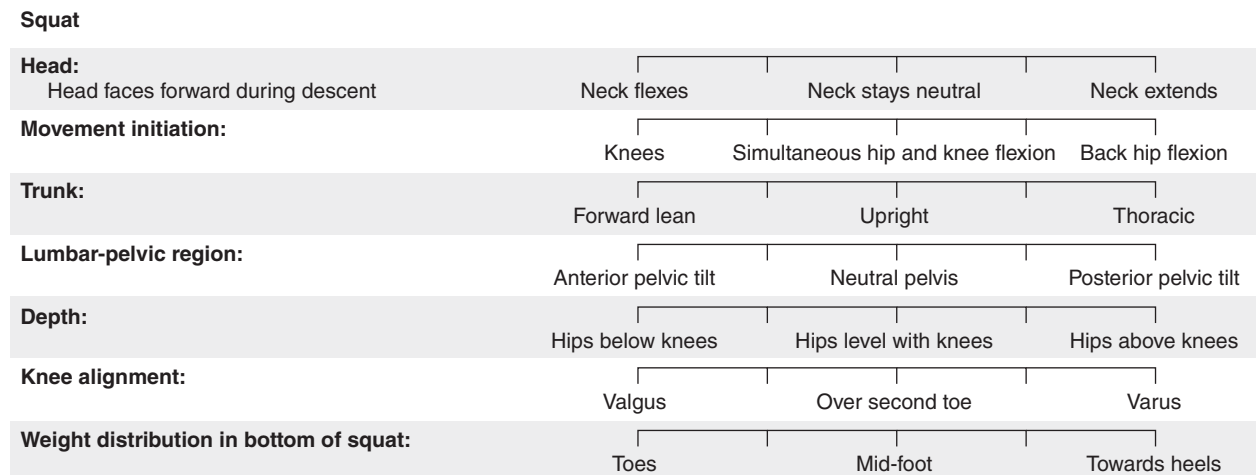 Squat
Head:
Head faces forward during descent
Neck flexes Neck stays neutral Neck extends
Movement initiation:
Knees Simultaneous hip and knee flexion Back hip flexion
Trunk:
Forward lean Upright Thoracic
Lumbar-pelvic region:
Anterior pelvic tilt Neutral pelvis Posterior pelvic tilt
Depth:
Hips below knees Hips level with knees Hips above knees
Knee alignment:
Valgus Over second toe Varus
Weight distribution in bottom of squat:
Toes Mid-foot Towards heels